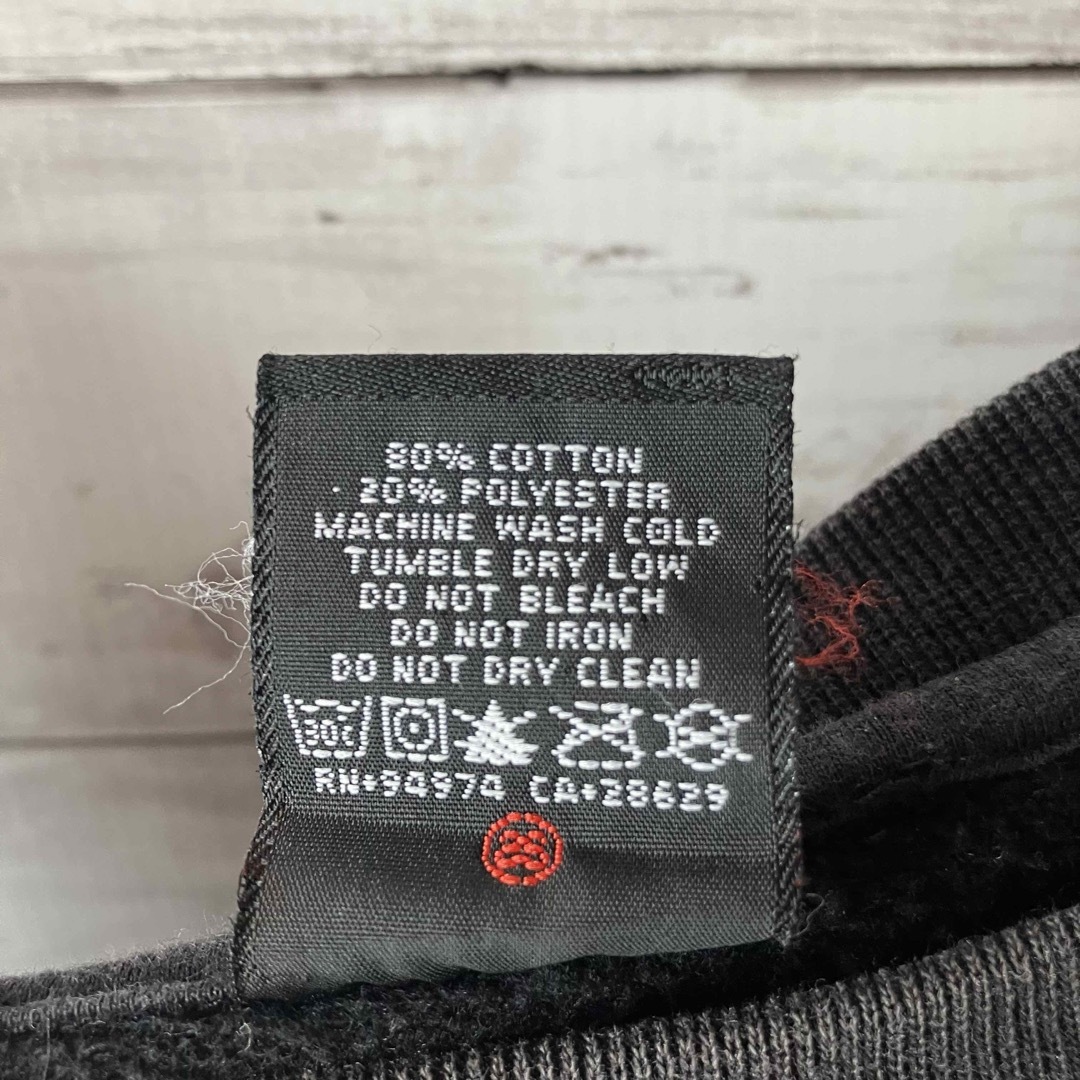 80% COTTON
20% POLYESTER
MACHINE WASH COLD
TUMBLE DRY LOW
DO NOT BLEACH
DO NOT IRON
DO NOT DRY CLEAN
RN•94974 CA•28629